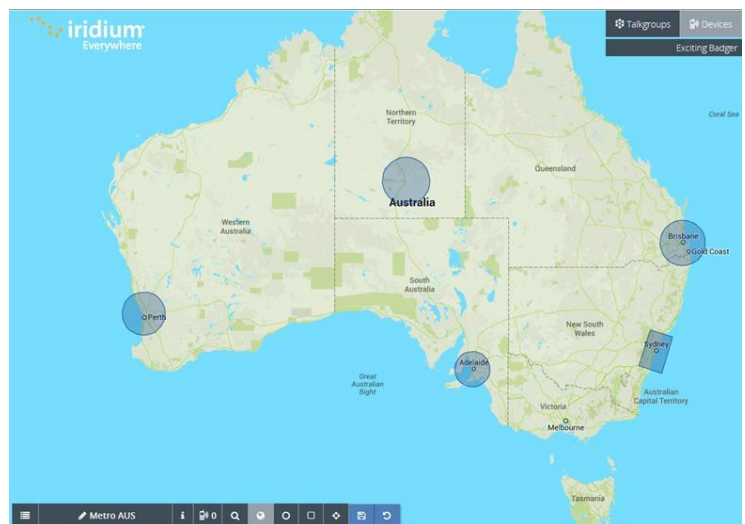 iridium
Everywhere
Talkgroups
Devices
Exciting Badger
Northern
Territory
Coral Sea
Queensland
Australia
Western
Australia
Brisbane
Gold Coast
South
Australia
Perth
New South
Wales
Sydney
Adelaide
Great
Australian
Bight
Australian
Capital Territory
Victoria
Melbourne
Tasmania
Metro AUS
i
0